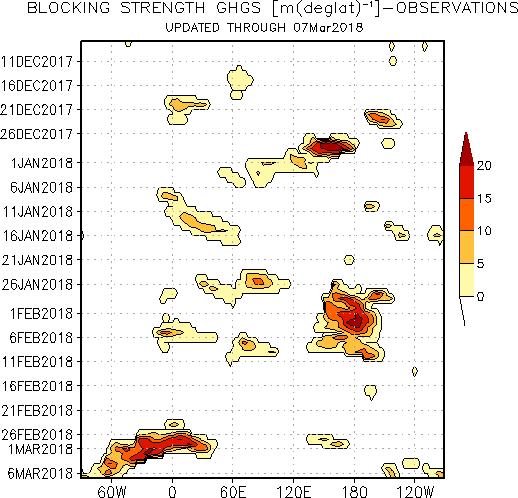 BLOCKING STRENGTH GHGS [m(deglat)⁻¹]-OBSERVATIONS
UPDATED THROUGH 07Mar2018
11DEC2017
16DEC2017
21DEC2017
26DEC2017
1JAN2018
6JAN2018
11JAN2018
16JAN2018
21JAN2018
26JAN2018
1FEB2018
6FEB2018
11FEB2018
16FEB2018
21FEB2018
26FEB2018
1MAR2018
6MAR2018
60W 0 60E 120E 180 120W
20
15
10
5
0